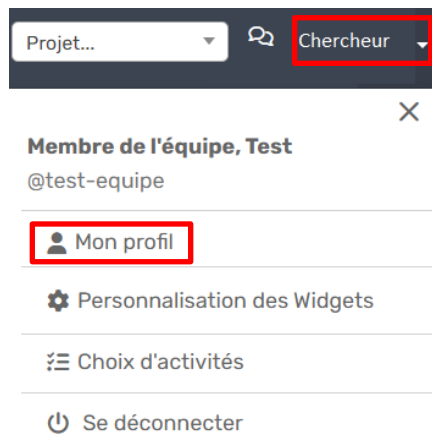 Projet... Chercheur
Membre de l'équipe, Test
@test-equipe
Mon profil
Personnalisation des Widgets
Choix d'activités
Se déconnecter